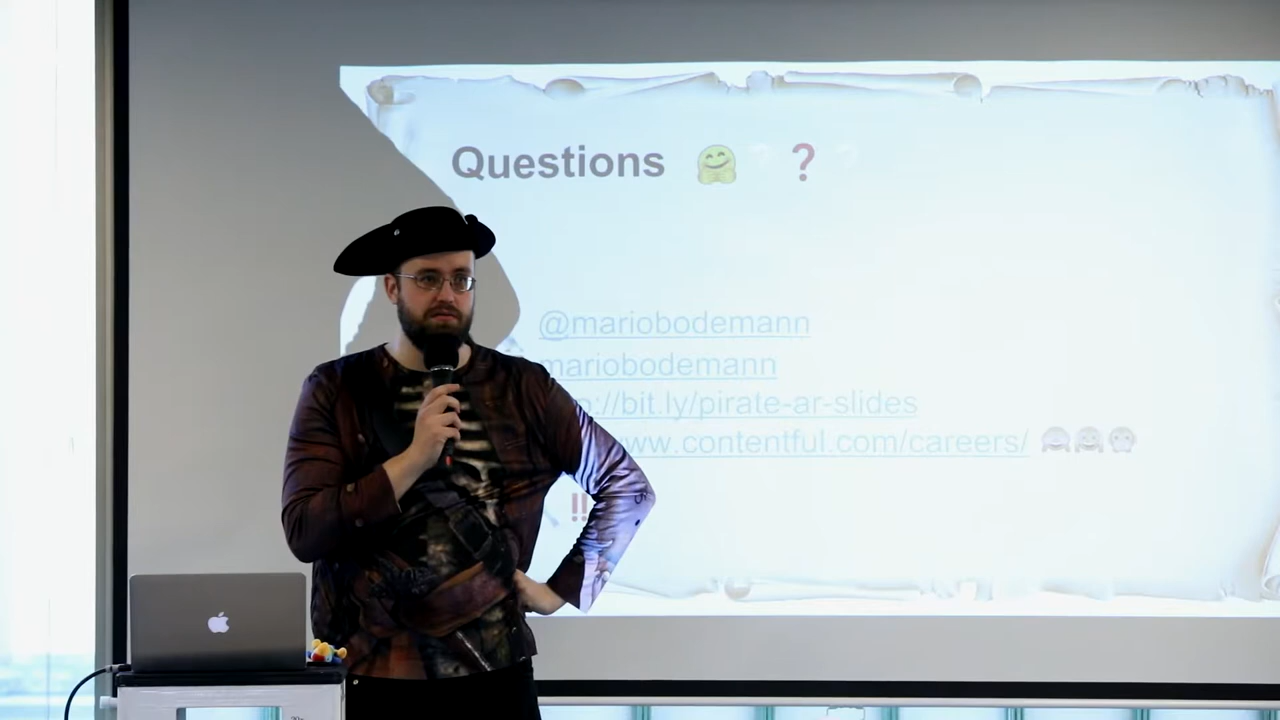 Questions 🤗 ❓
@mariobodemann
mariobodemann
://bit.ly/pirate-ar-slides
www.contentful.com/careers/
‼